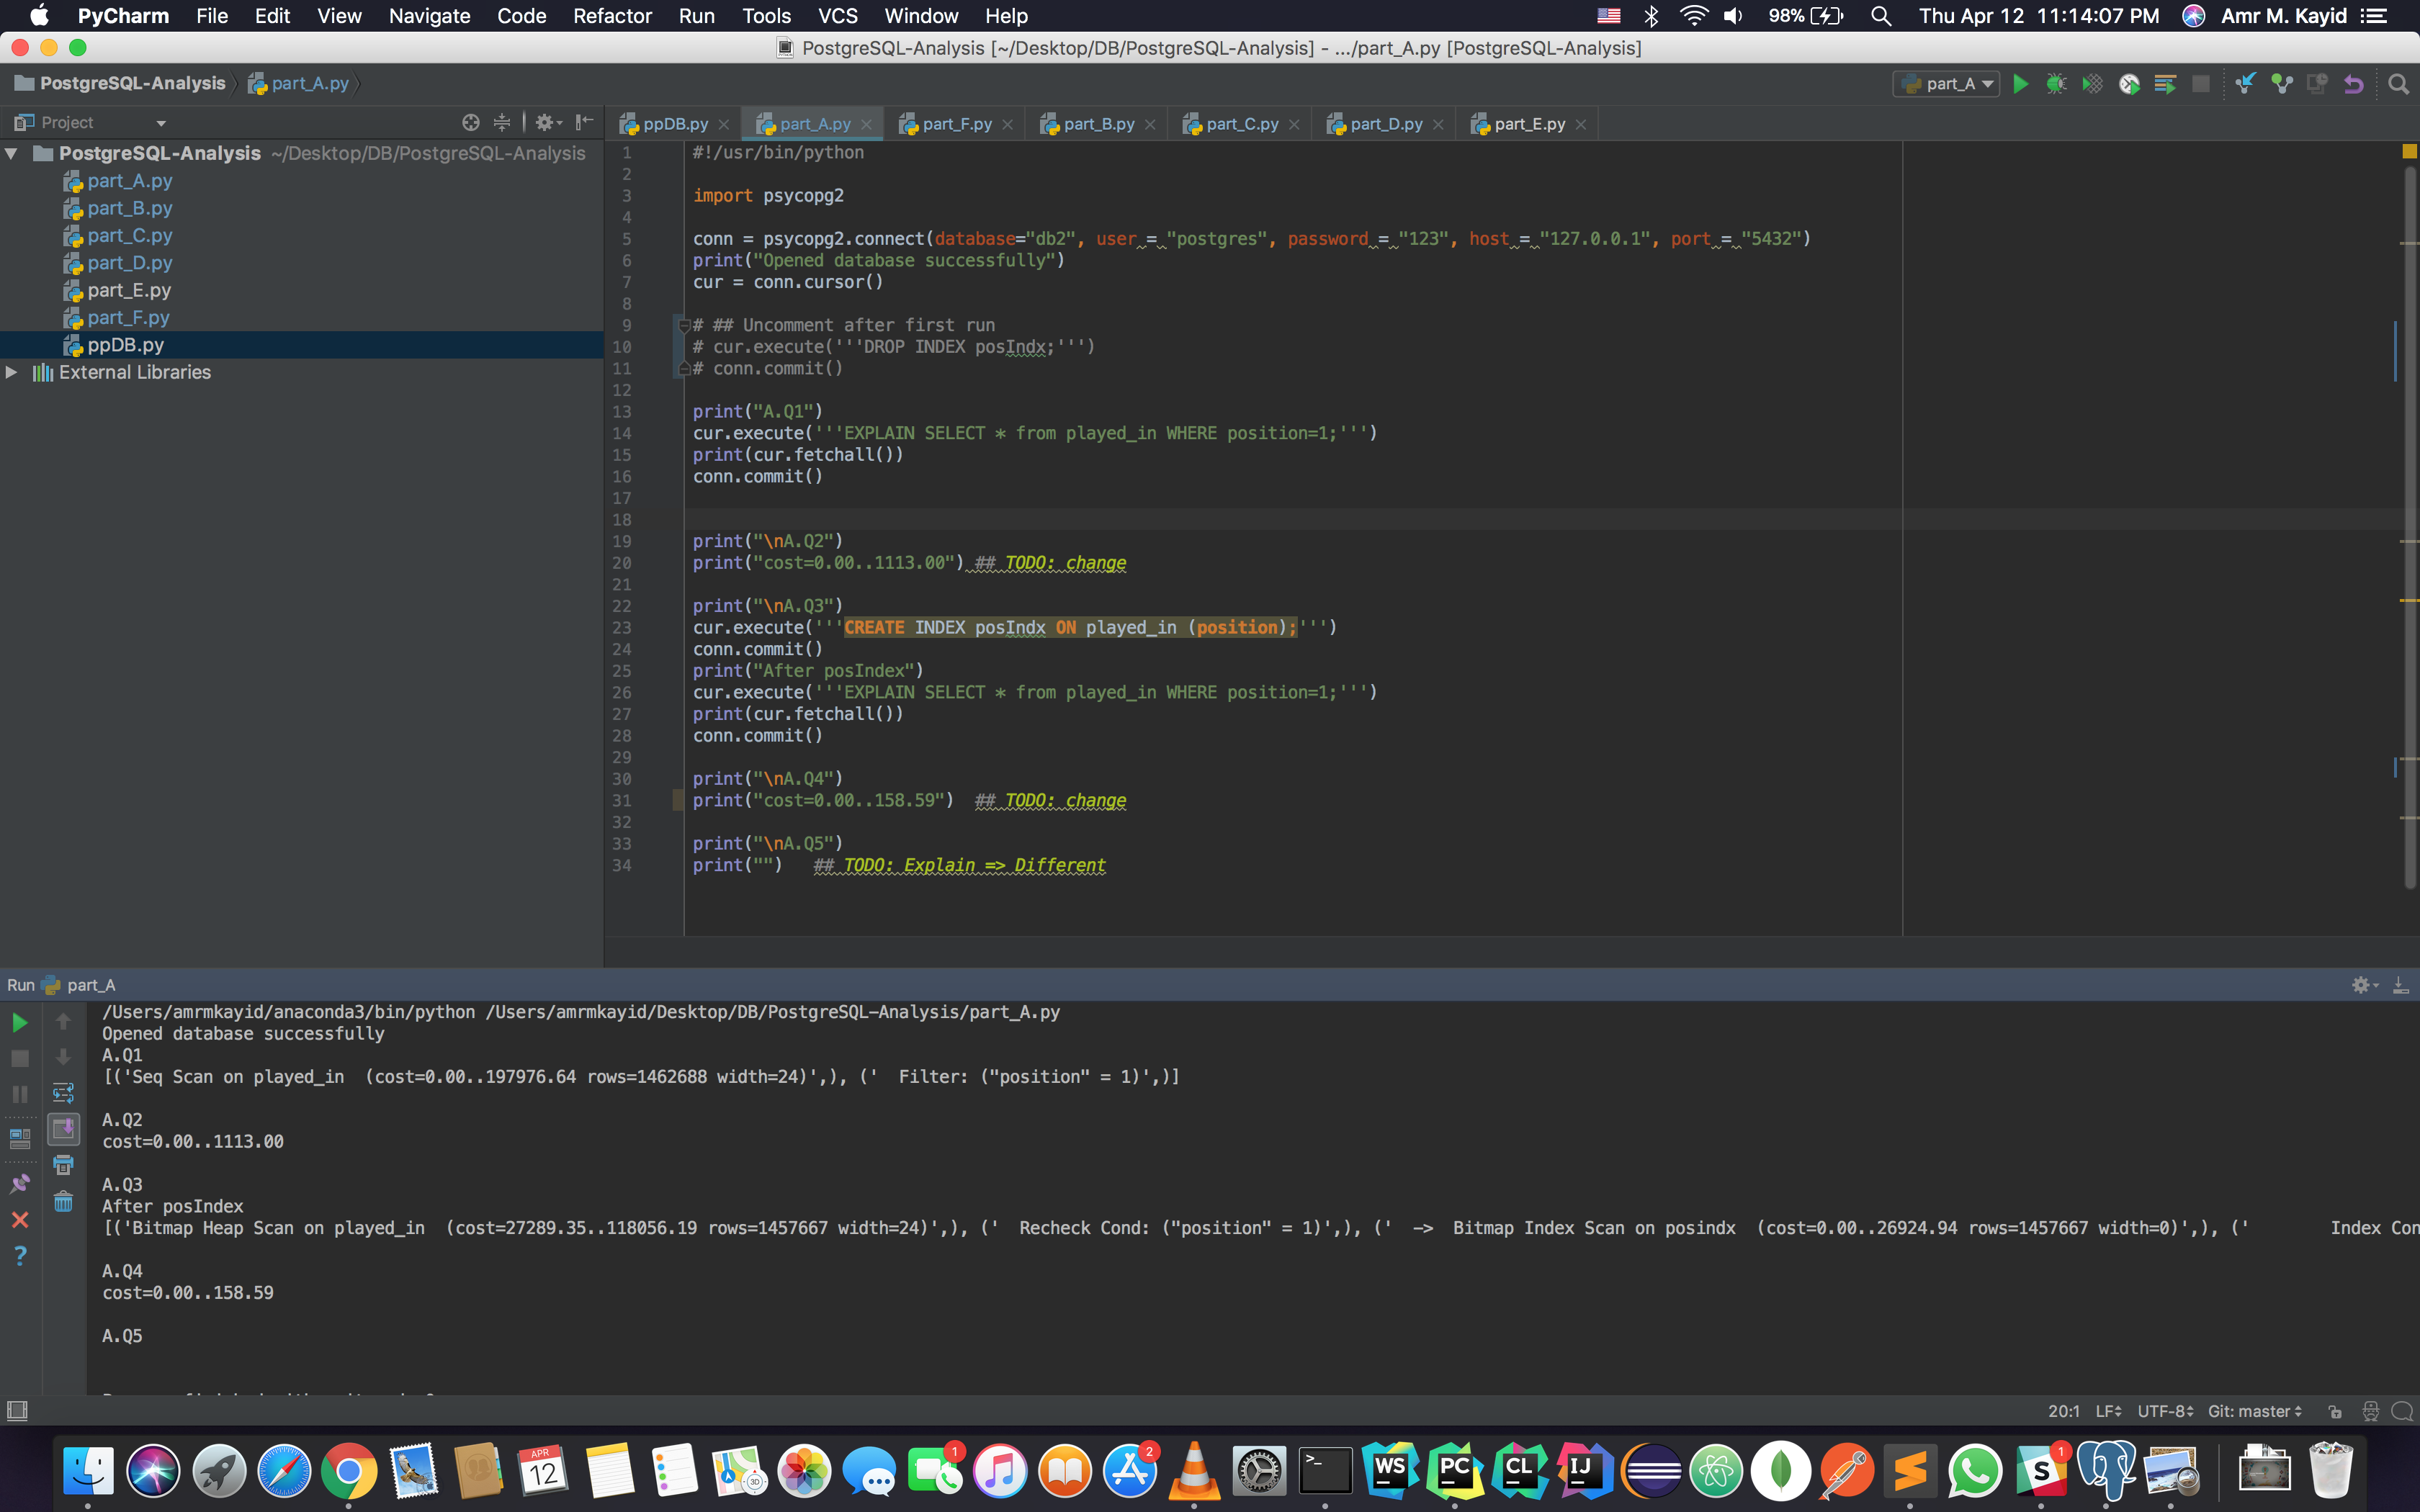 PyCharm File Edit View Navigate Code Refactor Run Tools VCS Window Help 98% Thu Apr 12 11:14:07 PM Amr M. Kayid
PostgreSQL-Analysis [~/Desktop/DB/PostgreSQL-Analysis] - .../part_A.py [PostgreSQL-Analysis]
PostgreSQL-Analysis part_A.py part_A
Project
ppDB.py part_A.py part_F.py part_B.py part_C.py part_D.py part_E.py
PostgreSQL-Analysis ~/Desktop/DB/PostgreSQL-Analysis
part_A.py
part_B.py
part_C.py
part_D.py
part_E.py
part_F.py
ppDB.py
External Libraries
1 #!/usr/bin/python
2
3 import psycopg2
4
5 conn = psycopg2.connect(database="db2", user = "postgres", password = "123", host = "127.0.0.1", port = "5432")
6 print("Opened database successfully")
7 cur = conn.cursor()
8
9 # ## Uncomment after first run
10 # cur.execute('''DROP INDEX posIndx;''')
11 # conn.commit()
12
13 print("A.Q1")
14 cur.execute('''EXPLAIN SELECT * from played_in WHERE position=1;''')
15 print(cur.fetchall())
16 conn.commit()
17
18
19 print("\nA.Q2")
20 print("cost=0.00..1113.00") ## TODO: change
21
22 print("\nA.Q3")
23 cur.execute('''CREATE INDEX posIndx ON played_in (position);''')
24 conn.commit()
25 print("After posIndex")
26 cur.execute('''EXPLAIN SELECT * from played_in WHERE position=1;''')
27 print(cur.fetchall())
28 conn.commit()
29
30 print("\nA.Q4")
31 print("cost=0.00..158.59") ## TODO: change
32
33 print("\nA.Q5")
34 print("") ## TODO: Explain => Different
Run part_A
/Users/amrmkayid/anaconda3/bin/python /Users/amrmkayid/Desktop/DB/PostgreSQL-Analysis/part_A.py
Opened database successfully
A.Q1
[('Seq Scan on played_in  (cost=0.00..197976.64 rows=1462688 width=24)',), ('  Filter: ("position" = 1)',)]
A.Q2
cost=0.00..1113.00
A.Q3
After posIndex
[('Bitmap Heap Scan on played_in  (cost=27289.35..118056.19 rows=1457667 width=24)',), ('  Recheck Cond: ("position" = 1)',), ('  ->  Bitmap Index Scan on posindx  (cost=0.00..26924.94 rows=1457667 width=0)',), ('        Index Con
A.Q4
cost=0.00..158.59
A.Q5
20:1 LF UTF-8 Git: master
1 2 1
APR
12
3D
>_
WS PC CL IJ S